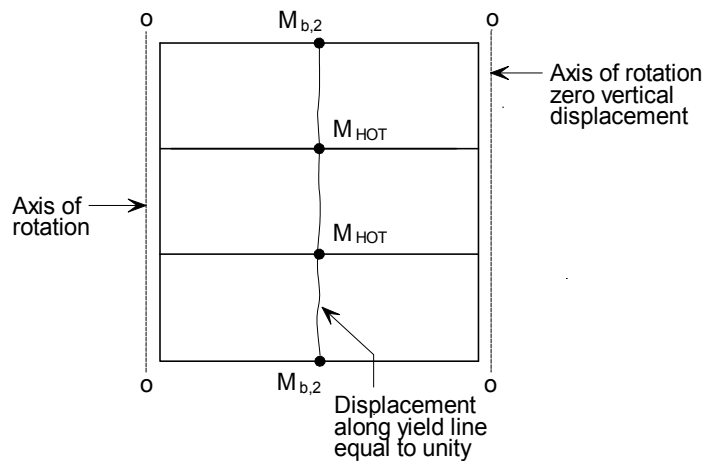 o
M b,2
o
Axis of rotation
zero vertical
displacement
M HOT
Axis of
rotation
M HOT
o
M b,2
o
Displacement
along yield line
equal to unity